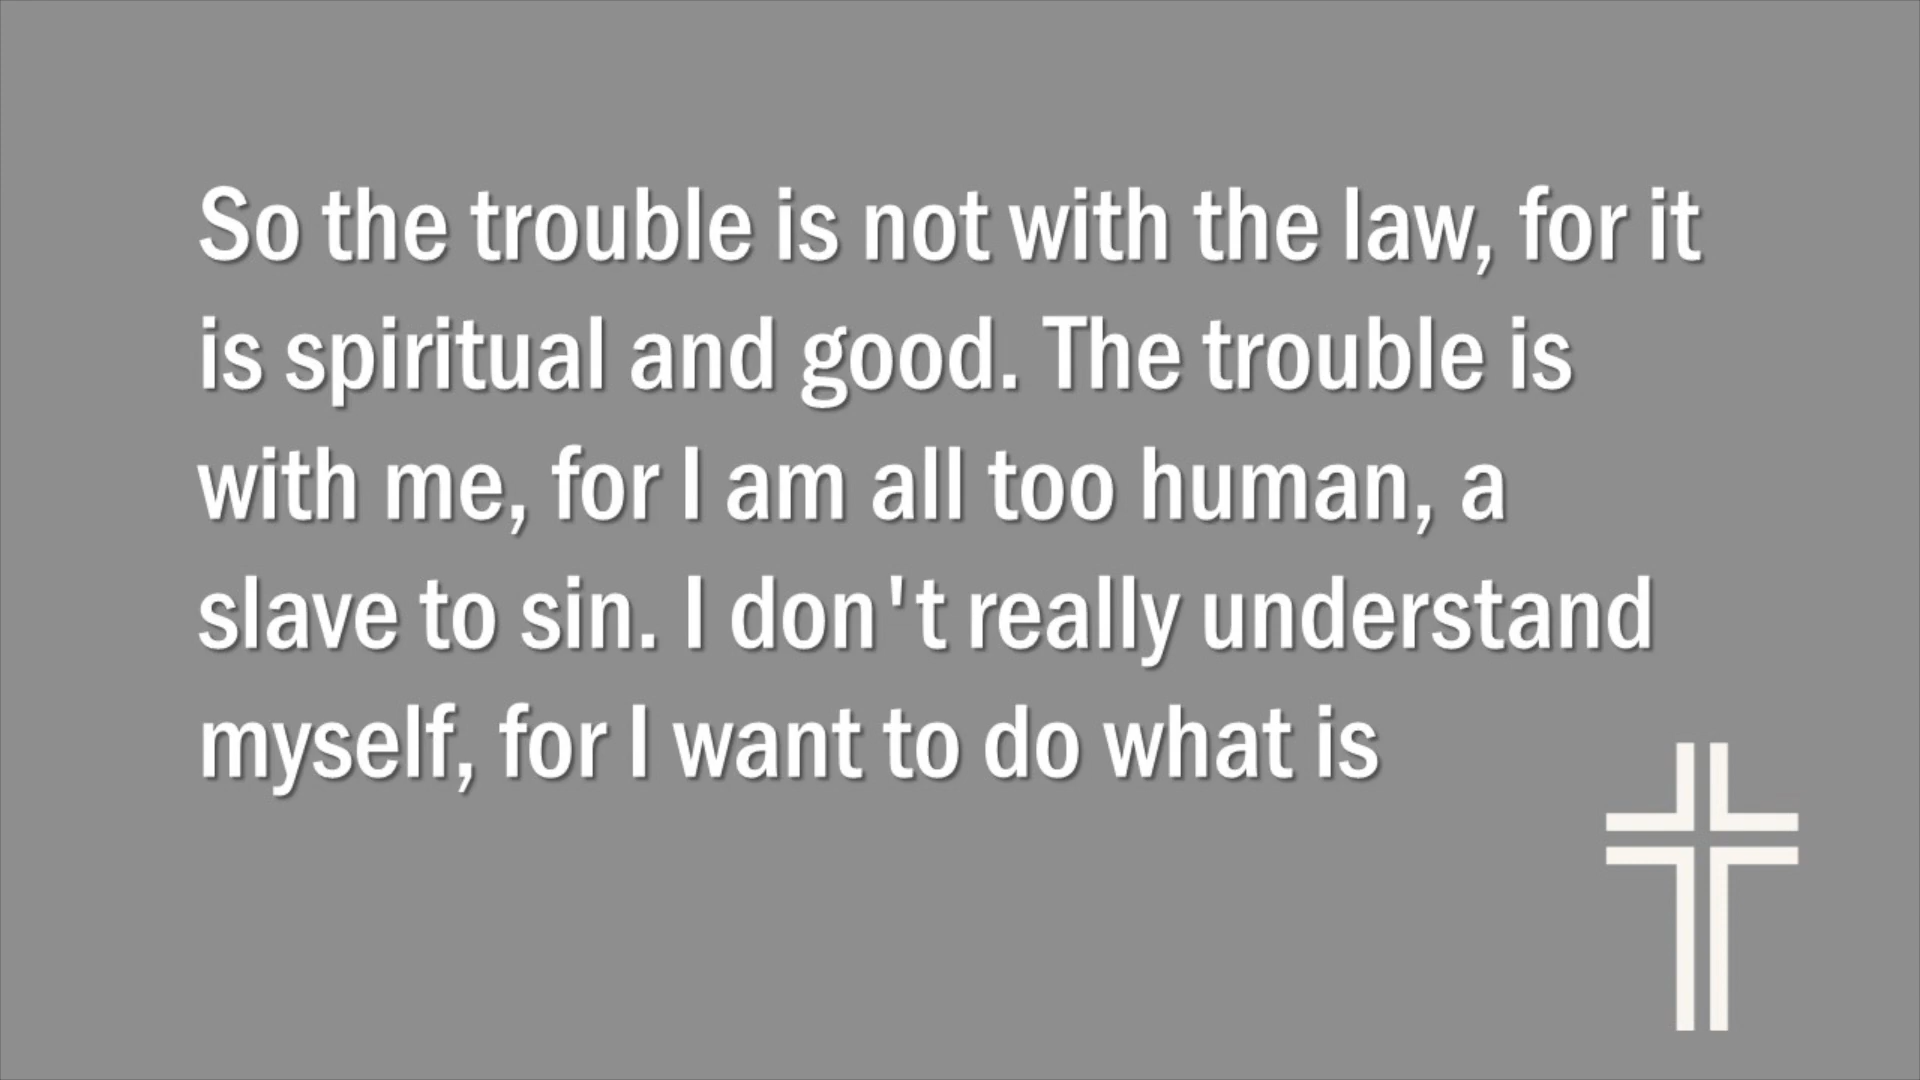 So the trouble is not with the law, for it
is spiritual and good. The trouble is
with me, for I am all too human, a
slave to sin. I don't really understand
myself, for I want to do what is